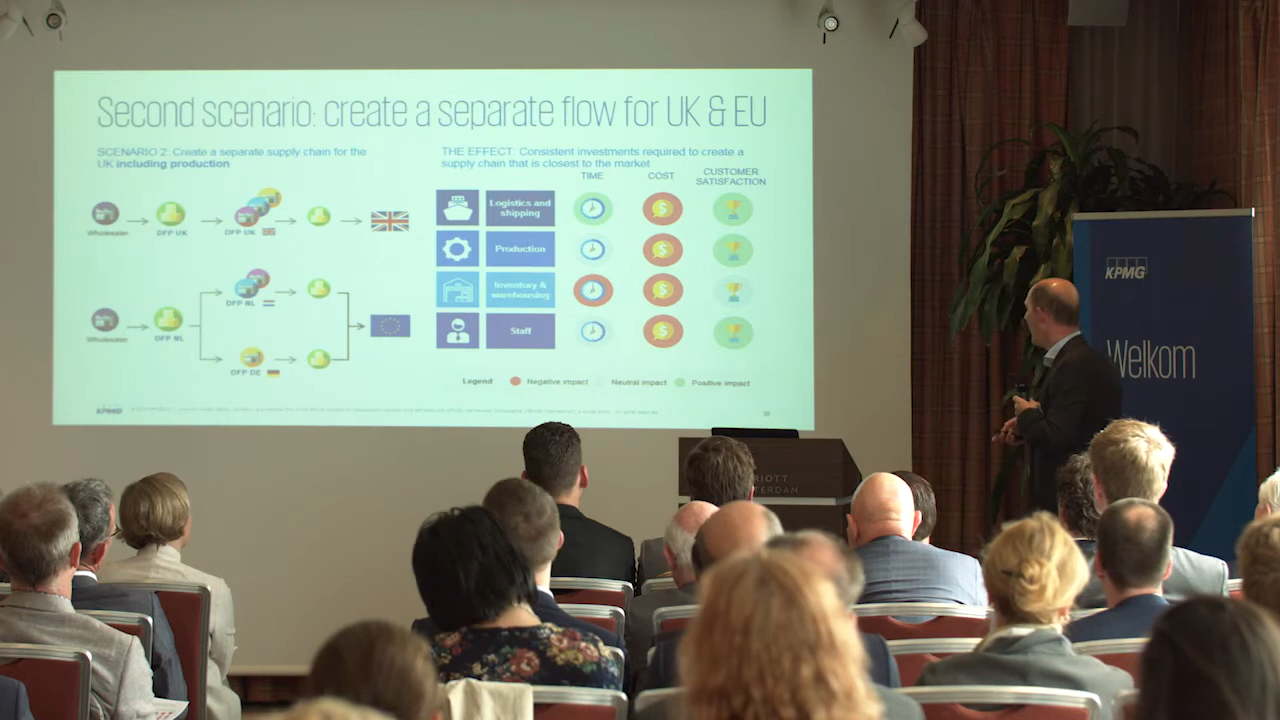 Second scenario: create a separate flow for UK & EU
SCENARIO 2: Create a separate supply chain for the
UK including production
THE EFFECT: Consistent investments required to create a
supply chain that is closest to the market
TIME
COST
CUSTOMER
SATISFACTION
Logistics and
shipping
Production
Inventory &
warehousing
Staff
Wholesaler
DFP UK
DFP UK
DFP NL
Wholesaler
DFP NL
DFP DE
Legend
Negative impact
Neutral impact
Positive impact
KPMG
KPMG
Welkom
RIOTT
TERDAM